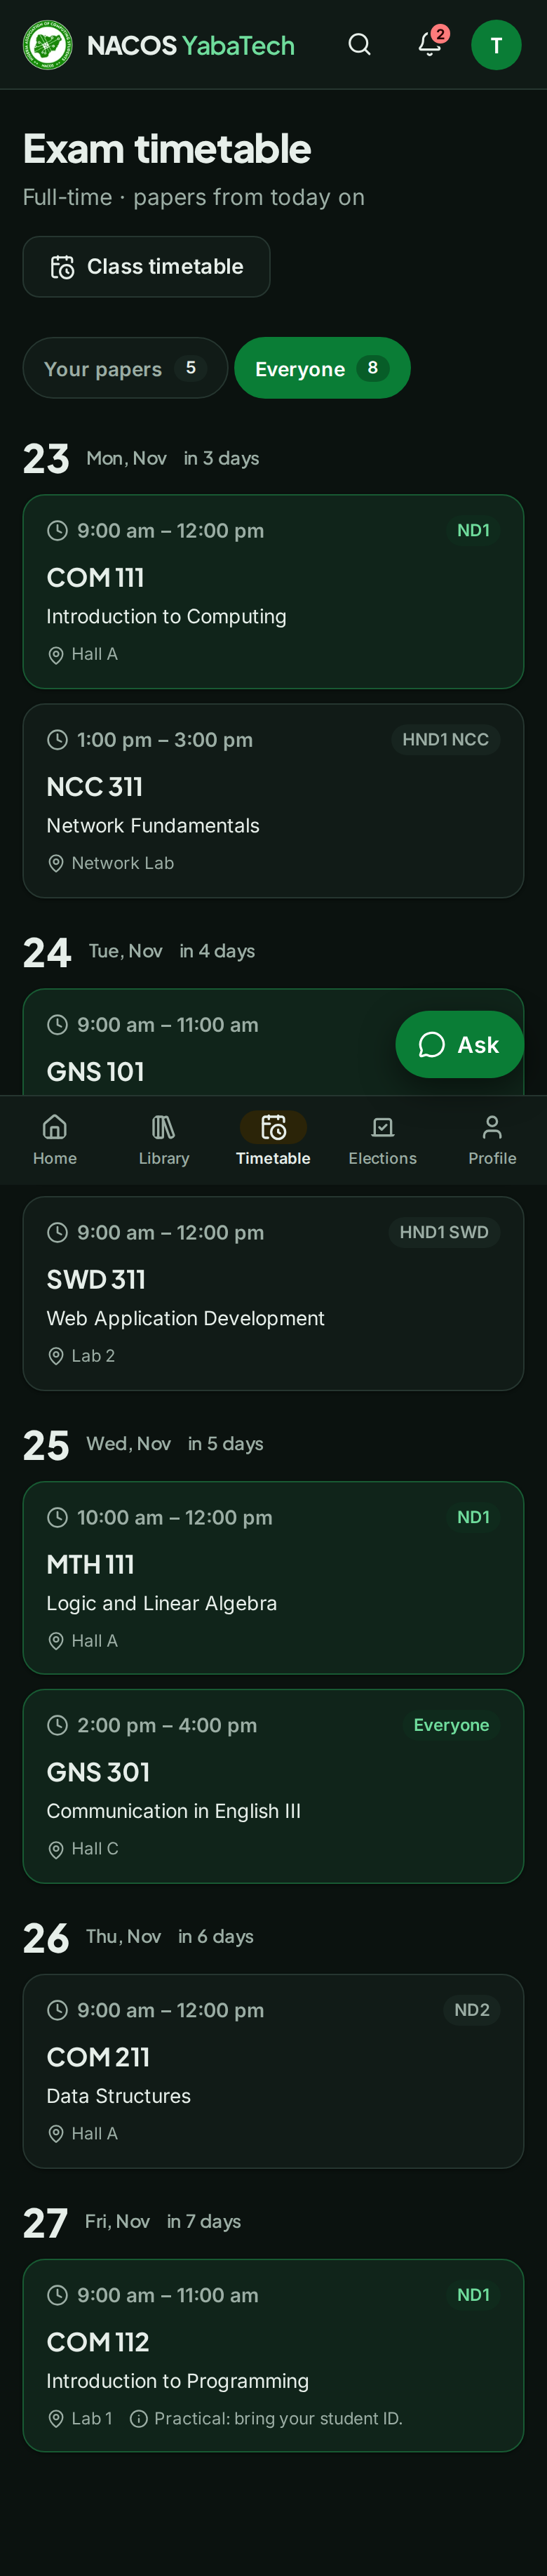 NACOS YabaTech
2
T
Exam timetable
Full-time · papers from today on
Class timetable
Your papers 5 Everyone 8
23 Mon, Nov in 3 days
9:00 am – 12:00 pm ND1
COM 111
Introduction to Computing
Hall A
1:00 pm – 3:00 pm HND1 NCC
NCC 311
Network Fundamentals
Network Lab
24 Tue, Nov in 4 days
9:00 am – 11:00 am
Ask
GNS 101
Home Library Timetable Elections Profile
9:00 am – 12:00 pm HND1 SWD
SWD 311
Web Application Development
Lab 2
25 Wed, Nov in 5 days
10:00 am – 12:00 pm ND1
MTH 111
Logic and Linear Algebra
Hall A
2:00 pm – 4:00 pm Everyone
GNS 301
Communication in English III
Hall C
26 Thu, Nov in 6 days
9:00 am – 12:00 pm ND2
COM 211
Data Structures
Hall A
27 Fri, Nov in 7 days
9:00 am – 11:00 am ND1
COM 112
Introduction to Programming
Lab 1 Practical: bring your student ID.